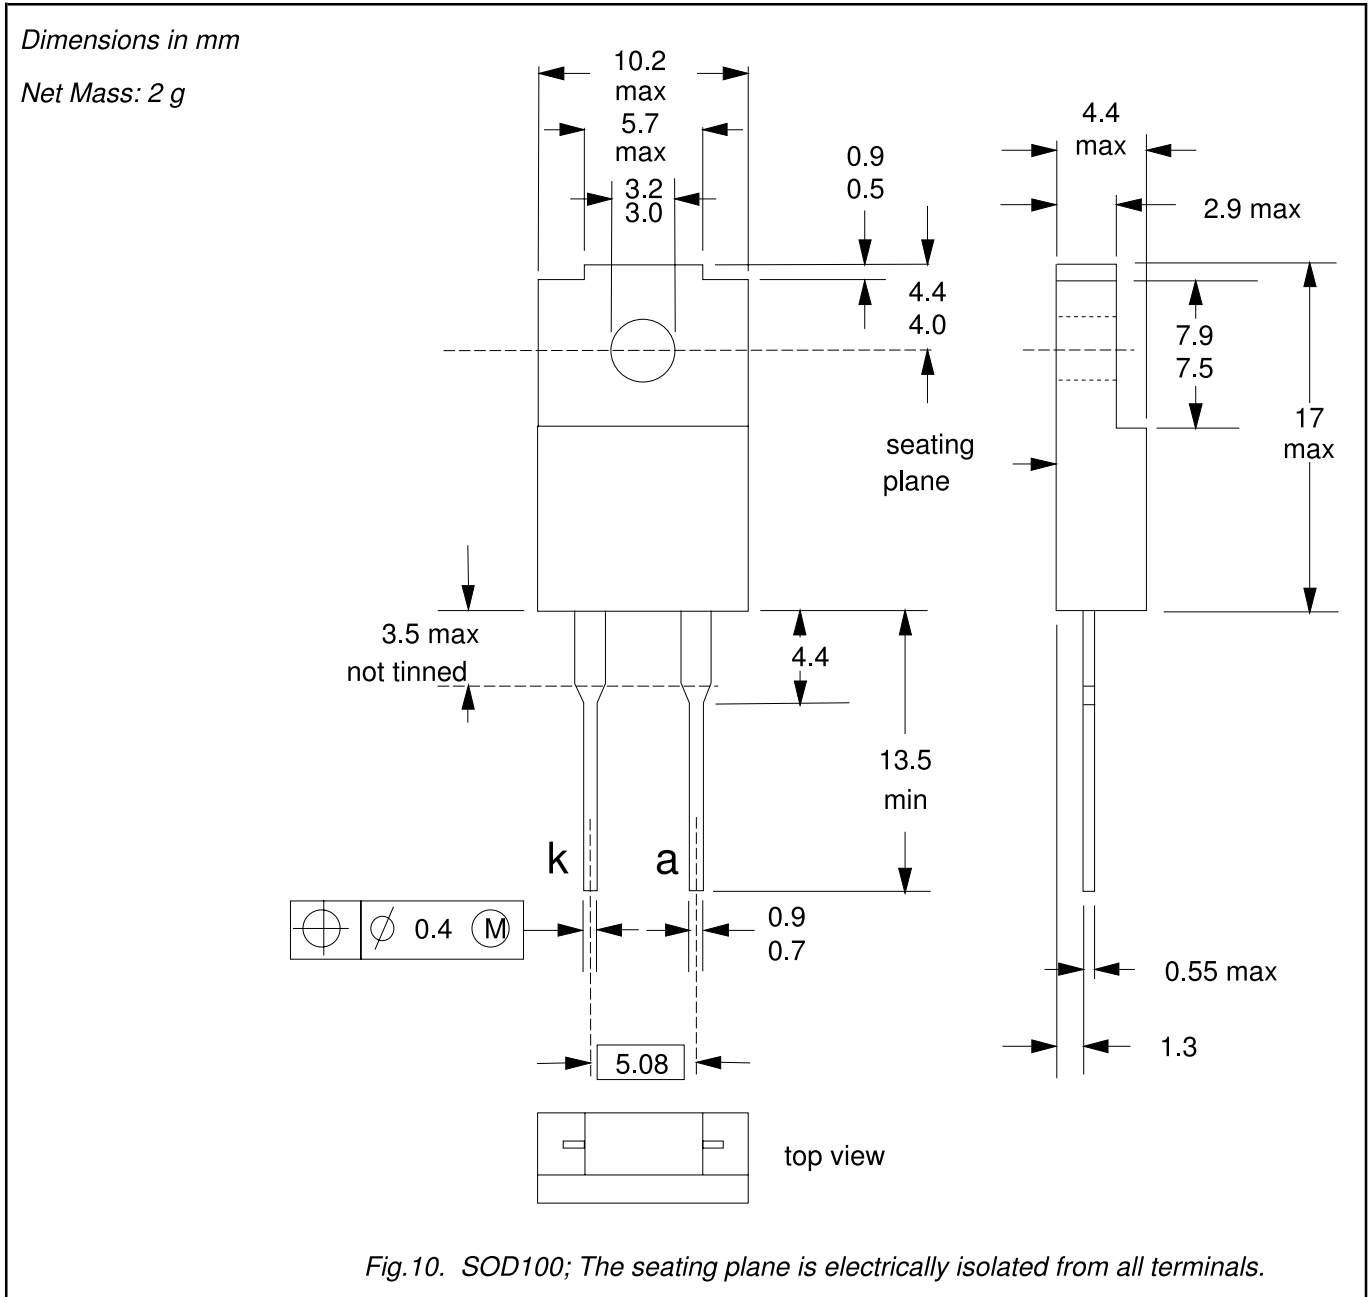 Dimensions in mm
Net Mass: 2 g
10.2
max
5.7
max
3.2
3.0
0.9
0.5
4.4
4.0
4.4
max
2.9 max
7.9
7.5
17
max
seating
plane
3.5 max
not tinned
4.4
13.5
min
k a
⌖ ⌀ 0.4 Ⓜ
0.9
0.7
0.55 max
1.3
5.08
top view
Fig.10. SOD100; The seating plane is electrically isolated from all terminals.